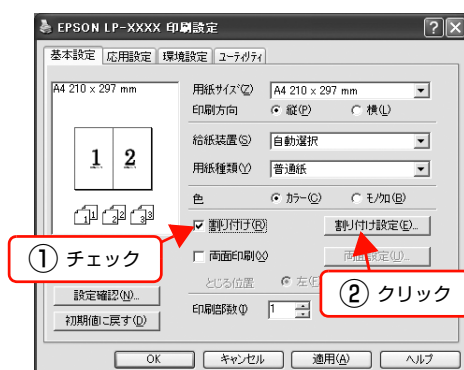 EPSON LP-XXXX 印刷設定
基本設定 応用設定 環境設定 ユーティリティ
A4 210 x 297 mm
1 2
1 2 3
設定確認(N)...
初期値に戻す(D)
用紙サイズ(Z) A4 210 x 297 mm
印刷方向 縦(P) 横(L)
給紙装置(S) 自動選択
用紙種類(Y) 普通紙
色 カラー(C) モノクロ(B)
割り付け(R) 割り付け設定(E)...
① チェック
両面印刷(X) 両面設定(U)...
とじる位置 左(E)
② クリック
印刷部数(I) 1
OK キャンセル 適用(A) ヘルプ